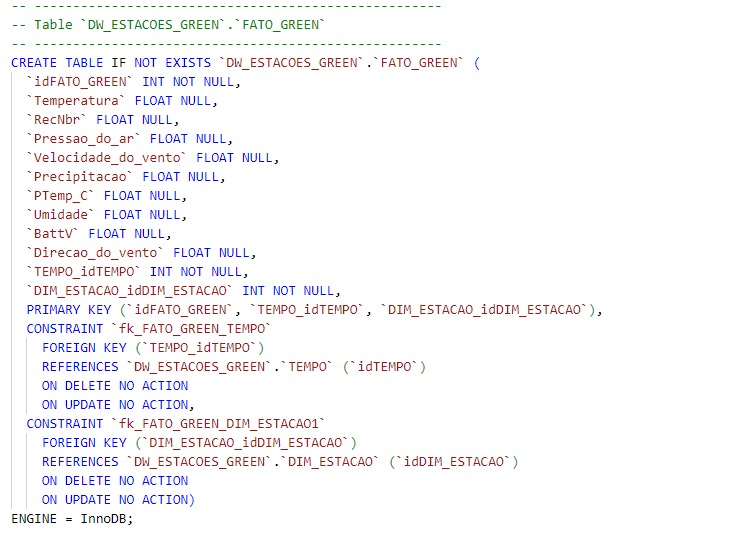 -- -----------------------------------------------------
-- Table `DW_ESTACOES_GREEN`.`FATO_GREEN`
-- -----------------------------------------------------
CREATE TABLE IF NOT EXISTS `DW_ESTACOES_GREEN`.`FATO_GREEN` (
  `idFATO_GREEN` INT NOT NULL,
  `Temperatura` FLOAT NULL,
  `RecNbr` FLOAT NULL,
  `Pressao_do_ar` FLOAT NULL,
  `Velocidade_do_vento` FLOAT NULL,
  `Precipitacao` FLOAT NULL,
  `PTemp_C` FLOAT NULL,
  `Umidade` FLOAT NULL,
  `BattV` FLOAT NULL,
  `Direcao_do_vento` FLOAT NULL,
  `TEMPO_idTEMPO` INT NOT NULL,
  `DIM_ESTACAO_idDIM_ESTACAO` INT NOT NULL,
  PRIMARY KEY (`idFATO_GREEN`, `TEMPO_idTEMPO`, `DIM_ESTACAO_idDIM_ESTACAO`),
  CONSTRAINT `fk_FATO_GREEN_TEMPO`
    FOREIGN KEY (`TEMPO_idTEMPO`)
    REFERENCES `DW_ESTACOES_GREEN`.`TEMPO` (`idTEMPO`)
    ON DELETE NO ACTION
    ON UPDATE NO ACTION,
  CONSTRAINT `fk_FATO_GREEN_DIM_ESTACAO1`
    FOREIGN KEY (`DIM_ESTACAO_idDIM_ESTACAO`)
    REFERENCES `DW_ESTACOES_GREEN`.`DIM_ESTACAO` (`idDIM_ESTACAO`)
    ON DELETE NO ACTION
    ON UPDATE NO ACTION)
ENGINE = InnoDB;